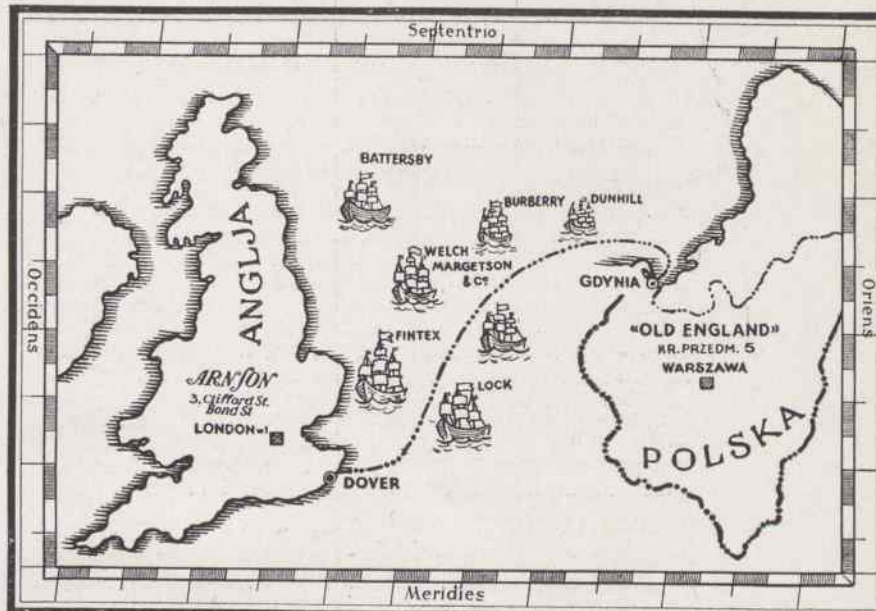 Septentrio
BATTERSBY
BURBERRY
DUNHILL
WELCH
MARGETSON
& Co.
ANGLJA
Occidens
Oriens
GDYNIA
«OLD ENGLAND»
KR. PRZEDM. 5
WARSZAWA
FINTEX
ARNSON
3, Clifford St.
Bond St
LONDON w1
LOCK
POLSKA
DOVER
Meridies